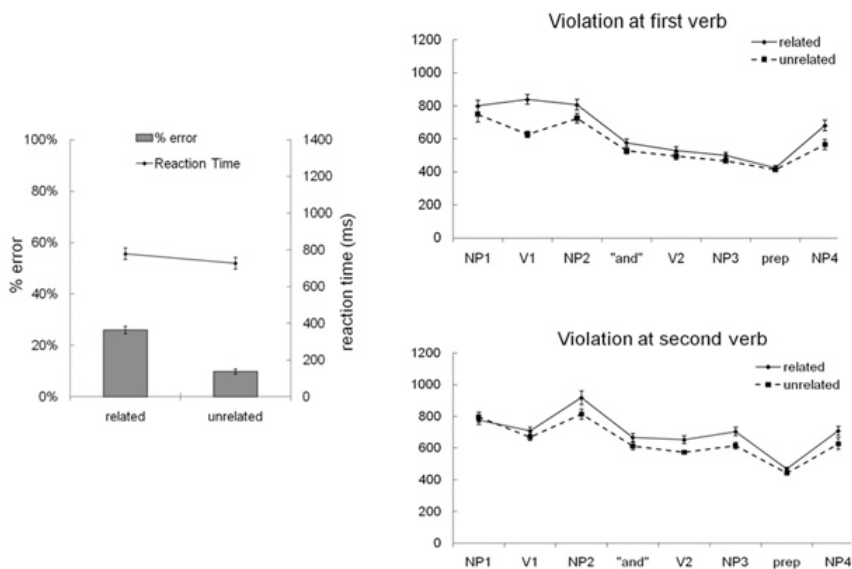 % error
Reaction Time
100%
80%
60%
40%
20%
0%
% error
1400
1200
1000
800
600
400
200
0
reaction time (ms)
related unrelated
Violation at first verb
related
unrelated
1200
1000
800
600
400
200
0
NP1 V1 NP2 "and" V2 NP3 prep NP4
Violation at second verb
related
unrelated
1200
1000
800
600
400
200
0
NP1 V1 NP2 "and" V2 NP3 prep NP4